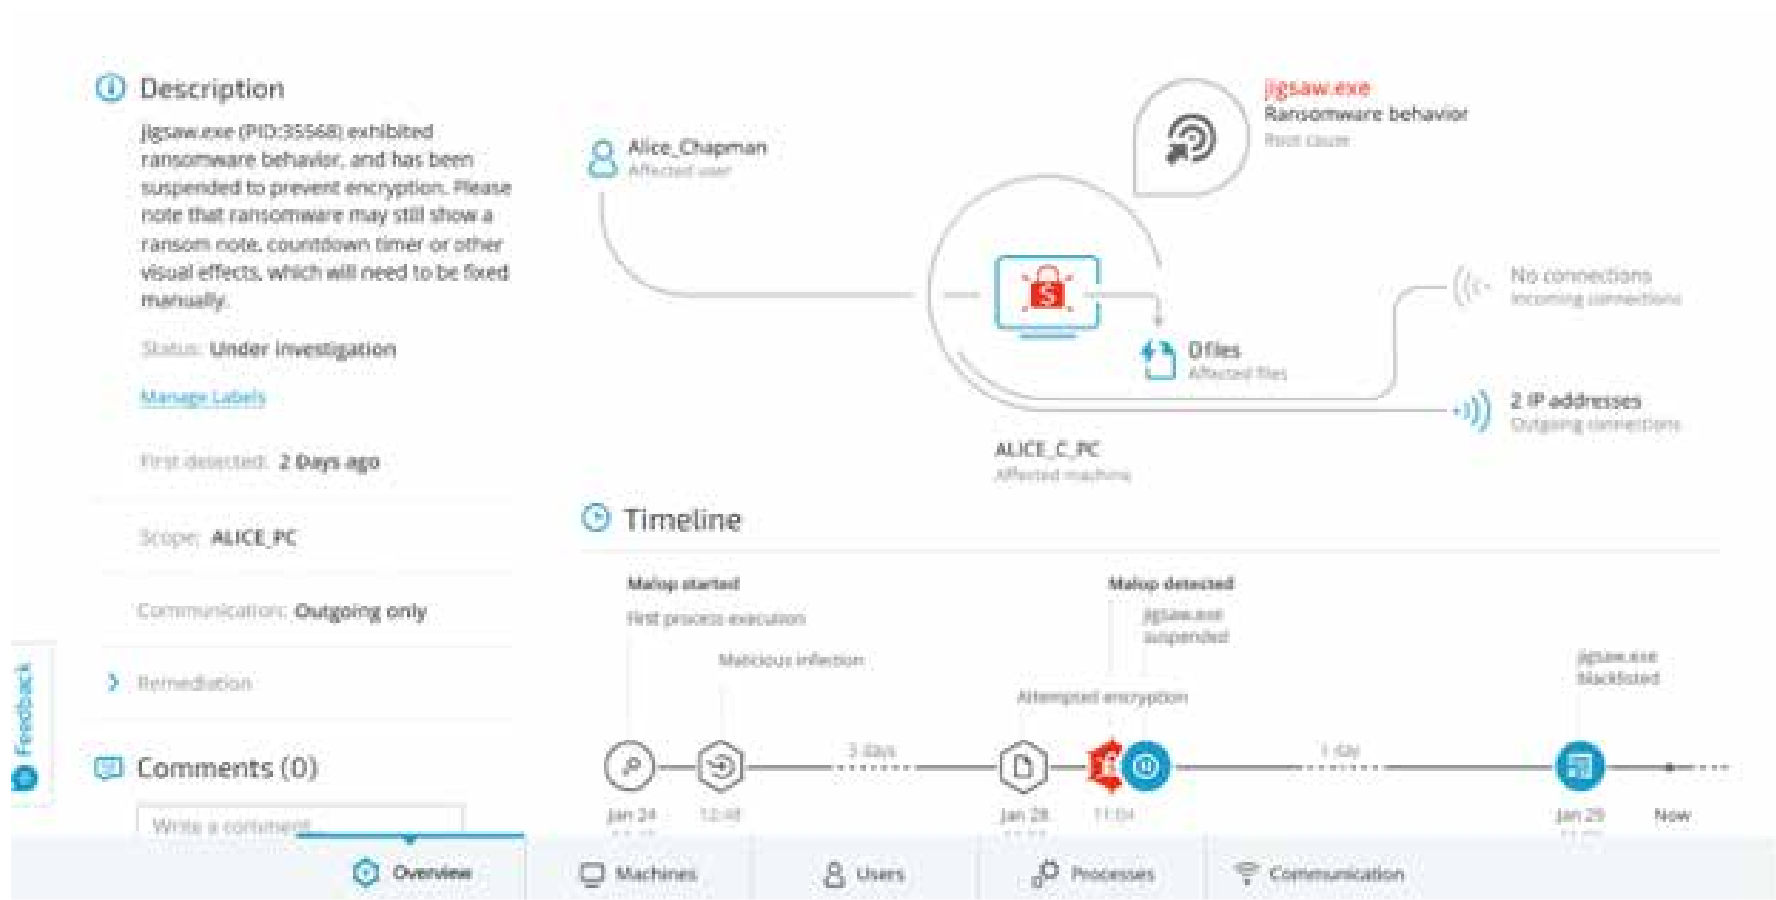 Description
jigsaw.exe (PID:35568) exhibited
ransomware behavior, and has been
suspended to prevent encryption. Please
note that ransomware may still show a
ransom note, countdown timer or other
visual effects, which will need to be fixed
manually.
Status: Under investigation
Manage Labels
First detected: 2 Days ago
Scope: ALICE_PC
Communication: Outgoing only
Remediation
Comments (0)
Write a comment
Feedback
Alice_Chapman
Affected user
jigsaw.exe
Ransomware behavior
Root cause
$
0 files
Affected files
No connections
Incoming connections
2 IP addresses
Outgoing connections
ALICE_C_PC
Affected machine
Timeline
Malop started
First process execution
Malicious infection
Malop detected
jigsaw.exe
suspended
Attempted encryption
jigsaw.exe
blacklisted
3 days
1 day
Jan 24
12:48
Jan 28
11:04
Jan 29
Now
Overview
Machines
Users
Processes
Communication